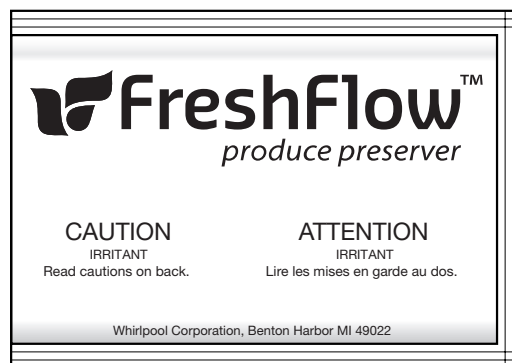 FreshFlow™
produce preserver
CAUTION
IRRITANT
Read cautions on back.
ATTENTION
IRRITANT
Lire les mises en garde au dos.
Whirlpool Corporation, Benton Harbor MI 49022